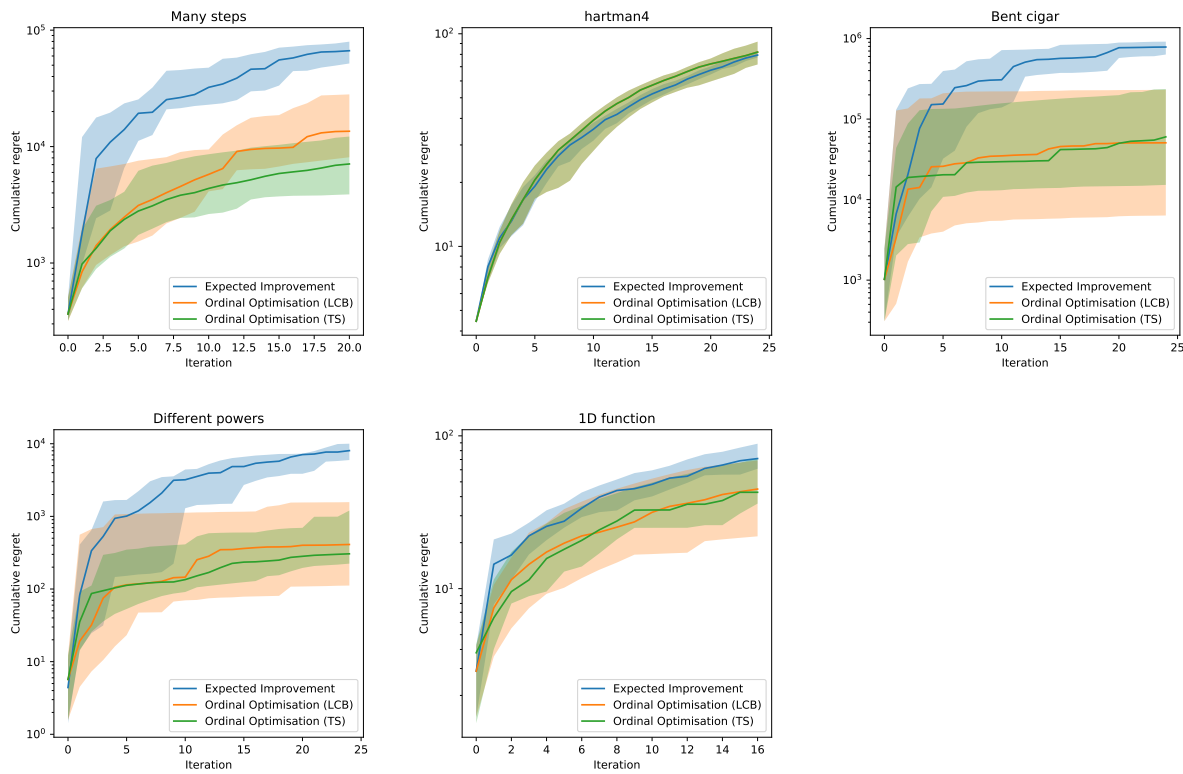 Many steps
10^5
10^4
10^3
Cumulative regret
0.0 2.5 5.0 7.5 10.0 12.5 15.0 17.5 20.0
Iteration
Expected Improvement
Ordinal Optimisation (LCB)
Ordinal Optimisation (TS)
hartman4
10^2
10^1
Cumulative regret
0 5 10 15 20 25
Iteration
Expected Improvement
Ordinal Optimisation (LCB)
Ordinal Optimisation (TS)
Bent cigar
10^6
10^5
10^4
10^3
Cumulative regret
0 5 10 15 20 25
Iteration
Expected Improvement
Ordinal Optimisation (LCB)
Ordinal Optimisation (TS)
Different powers
10^4
10^3
10^2
10^1
10^0
Cumulative regret
0 5 10 15 20 25
Iteration
Expected Improvement
Ordinal Optimisation (LCB)
Ordinal Optimisation (TS)
1D function
10^2
10^1
Cumulative regret
0 2 4 6 8 10 12 14 16
Iteration
Expected Improvement
Ordinal Optimisation (LCB)
Ordinal Optimisation (TS)